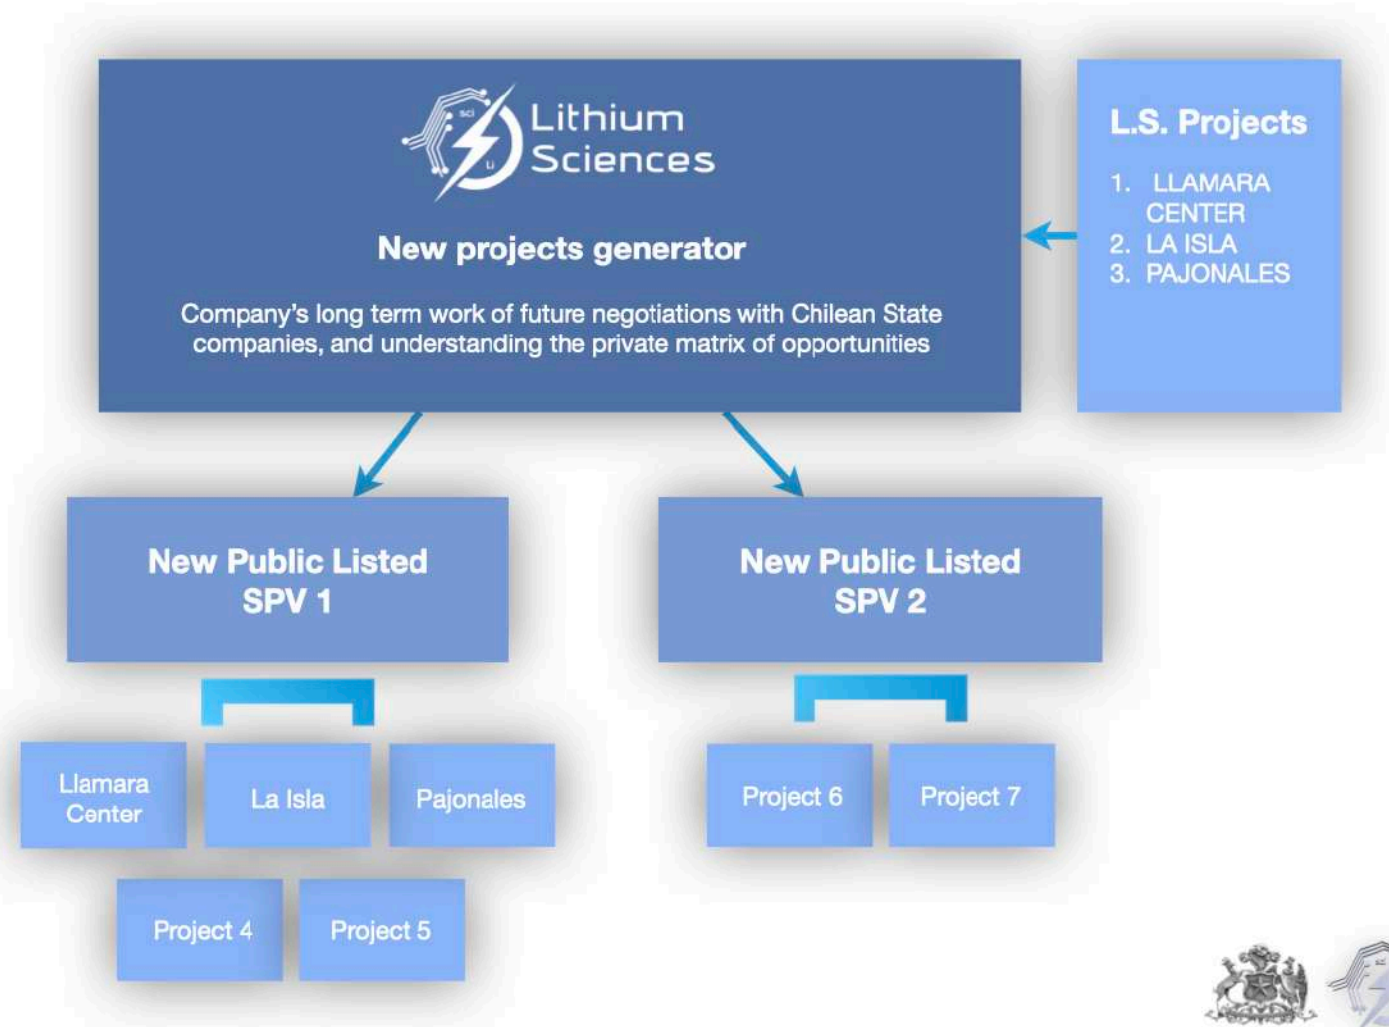 sci
Li
Lithium
Sciences
New projects generator
Company's long term work of future negotiations with Chilean State
companies, and understanding the private matrix of opportunities
L.S. Projects
1. LLAMARA
CENTER
2. LA ISLA
3. PAJONALES
New Public Listed
SPV 1
New Public Listed
SPV 2
Llamara
Center
La Isla
Pajonales
Project 6
Project 7
Project 4
Project 5